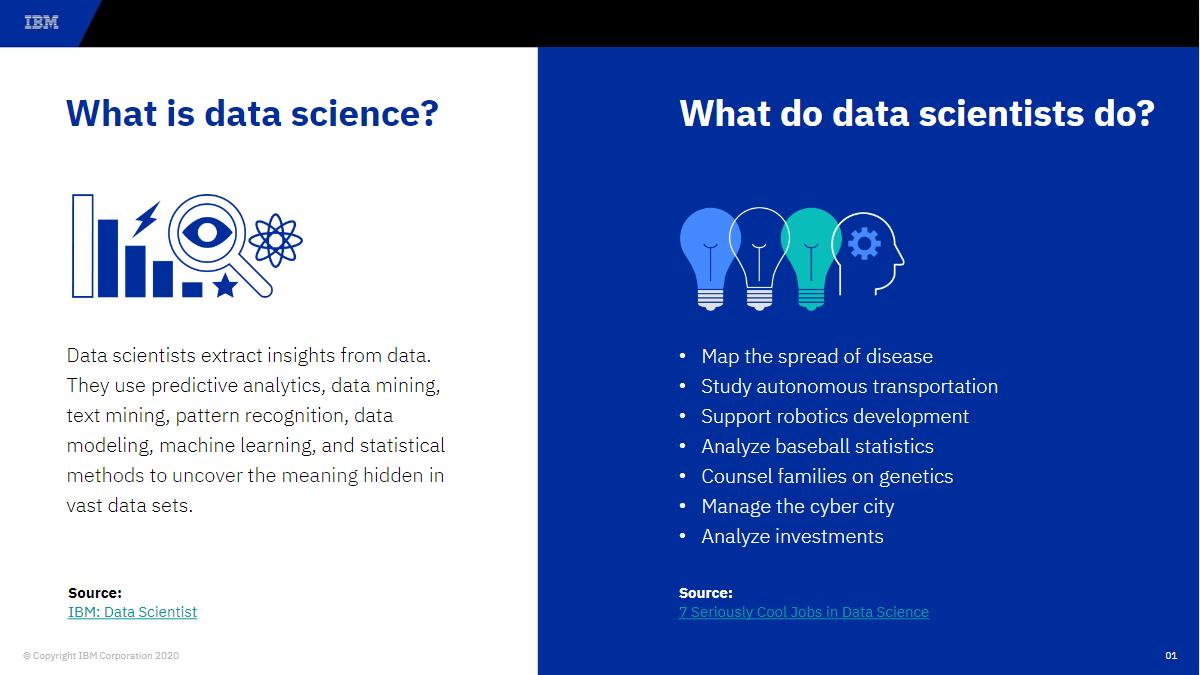 IBM
What is data science?
Data scientists extract insights from data.
They use predictive analytics, data mining,
text mining, pattern recognition, data
modeling, machine learning, and statistical
methods to uncover the meaning hidden in
vast data sets.
Source:
IBM: Data Scientist
© Copyright IBM Corporation 2020
What do data scientists do?
• Map the spread of disease
• Study autonomous transportation
• Support robotics development
• Analyze baseball statistics
• Counsel families on genetics
• Manage the cyber city
• Analyze investments
Source:
7 Seriously Cool Jobs in Data Science
01